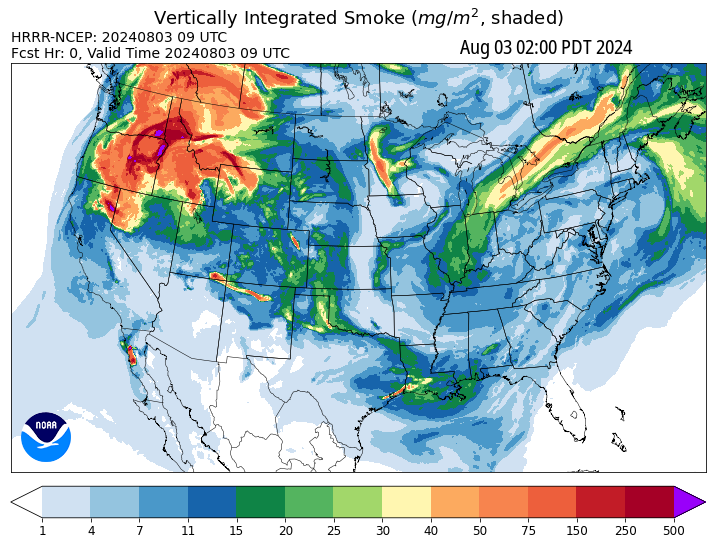 Vertically Integrated Smoke (mg/m², shaded)
HRRR-NCEP: 20240803 09 UTC
Fcst Hr: 0, Valid Time 20240803 09 UTC
Aug 03 02:00 PDT 2024
NOAA
1 4 7 11 15 20 25 30 40 50 75 150 250 500